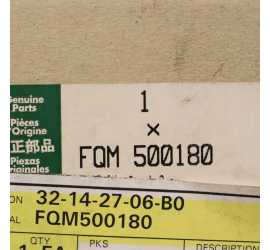 Genuine
Parts
Pièces
d'Origine
正部品
Piezas
Originales
1
×
FQM 500180
32-14-27-06-B0
FQM500180
QTY
PKS